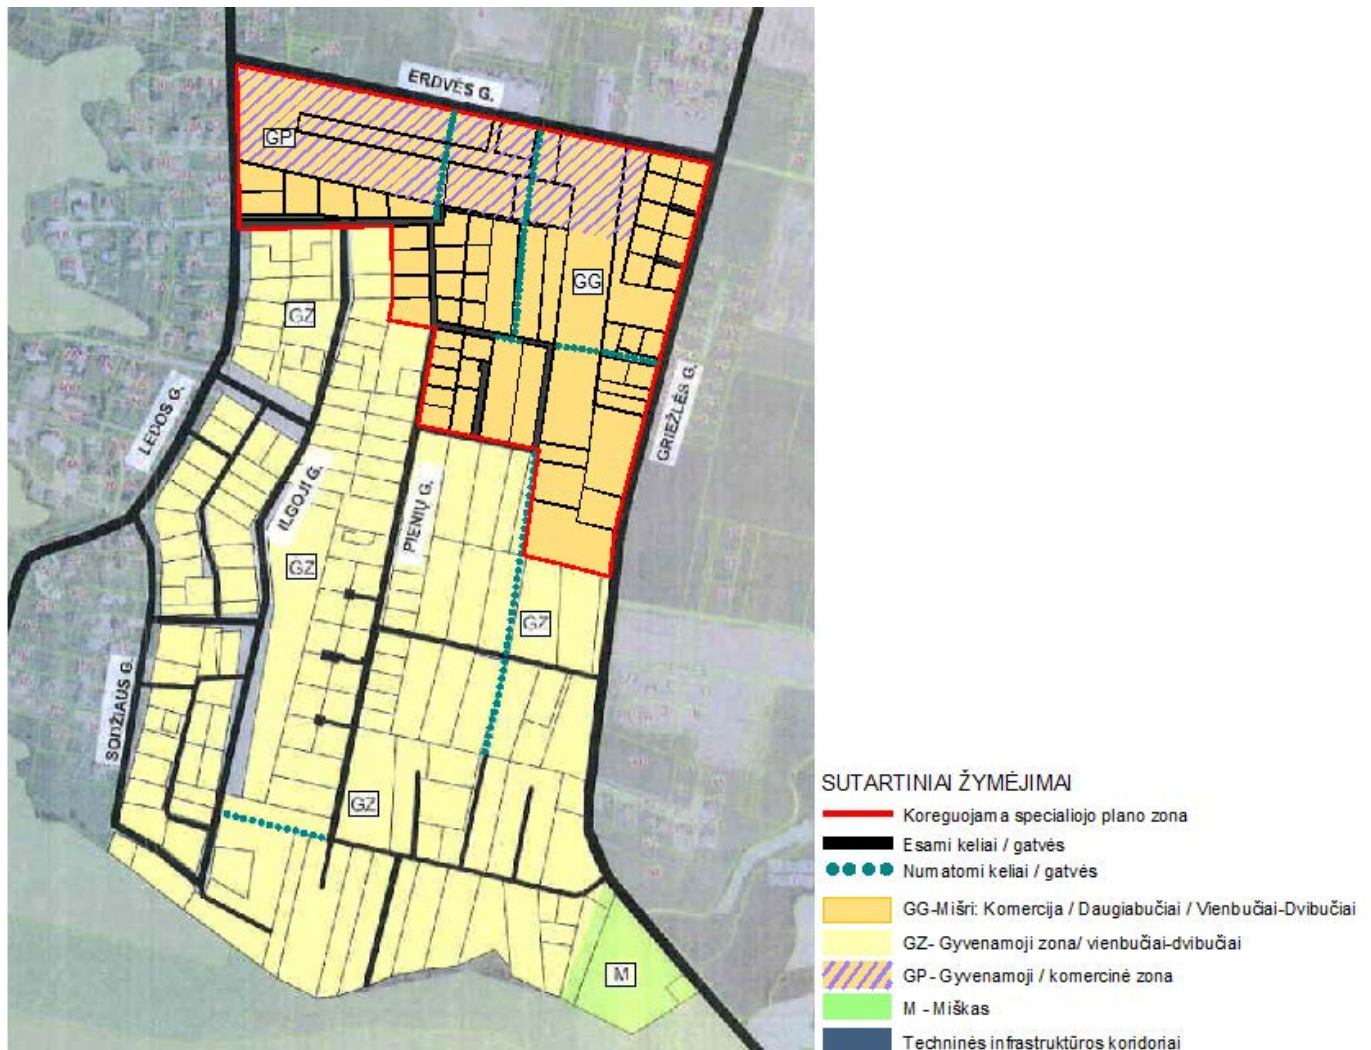 ERDVĖS G.
GP
GG
GZ
LEDOS G.
GRIEŽLĖS G.
ILGOJI G.
PIENIŲ G.
GZ
GZ
SODŽIAUS G.
GZ
M
SUTARTINIAI ŽYMĖJIMAI
Koreguojama specialiojo plano zona
Esami keliai / gatvės
Numatomi keliai / gatvės
GG-Mišri: Komercija / Daugiabučiai / Vienbučiai-Dvibučiai
GZ- Gyvenamoji zona/ vienbučiai-dvibučiai
GP - Gyvenamoji / komercinė zona
M - Miškas
Techninės infrastruktūros koridoriai